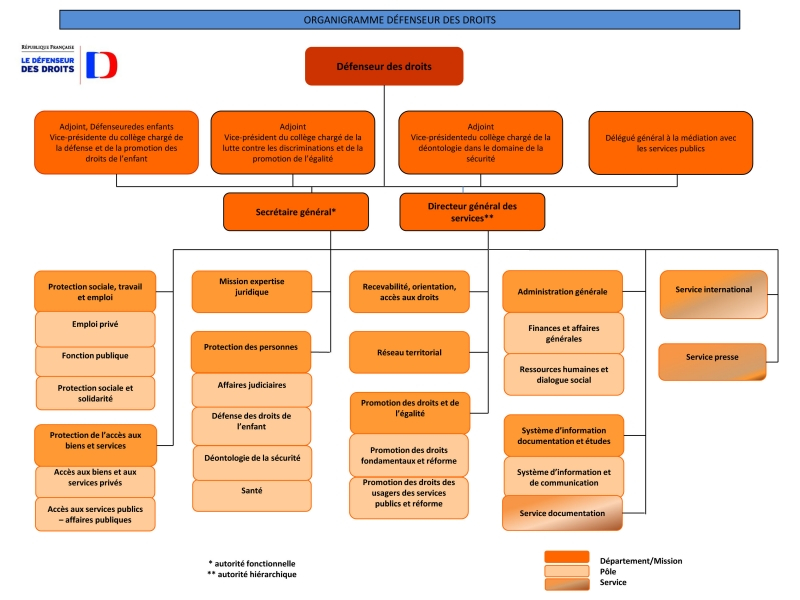 ORGANIGRAMME DÉFENSEUR DES DROITS
RÉPUBLIQUE FRANÇAISE
LE DÉFENSEUR
DES DROITS
Défenseur des droits
Adjoint, Défenseuredes enfants
Vice-présidente du collège chargé de
la défense et de la promotion des
droits de l'enfant
Adjoint
Vice-président du collège chargé de la
lutte contre les discriminations et de la
promotion de l'égalité
Adjoint
Vice-présidentedu collège chargé de la
déontologie dans le domaine de la
sécurité
Délégué général à la médiation avec
les services publics
Secrétaire général*
Directeur général des
services**
Protection sociale, travail
et emploi
Emploi privé
Fonction publique
Protection sociale et
solidarité
Protection de l'accès aux
biens et services
Accès aux biens et aux
services privés
Accès aux services publics
– affaires publiques
Mission expertise
juridique
Protection des personnes
Affaires judiciaires
Défense des droits de
l'enfant
Déontologie de la sécurité
Santé
Recevabilité, orientation,
accès aux droits
Réseau territorial
Promotion des droits et de
l'égalité
Promotion des droits
fondamentaux et réforme
Promotion des droits des
usagers des services
publics et réforme
Administration générale
Finances et affaires
générales
Ressources humaines et
dialogue social
Système d'information
documentation et études
Système d'information et
de communication
Service documentation
Service international
Service presse
* autorité fonctionnelle
** autorité hiérarchique
Département/Mission
Pôle
Service